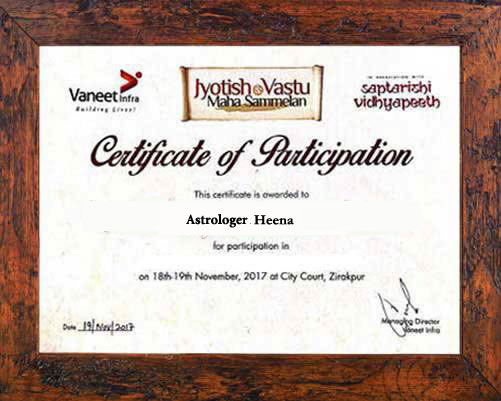 Vaneet Infra
Building Lives!
Jyotish Vastu
Maha Sammelan
in association with
saptarishi
vidhyapeeth
Certificate of Participation
This certificate is awarded to
Astrologer Heena
for participation in
on 18th-19th November, 2017 at City Court, Zirakpur
Date 19/Nov/2017
Managing Director
Vaneet Infra